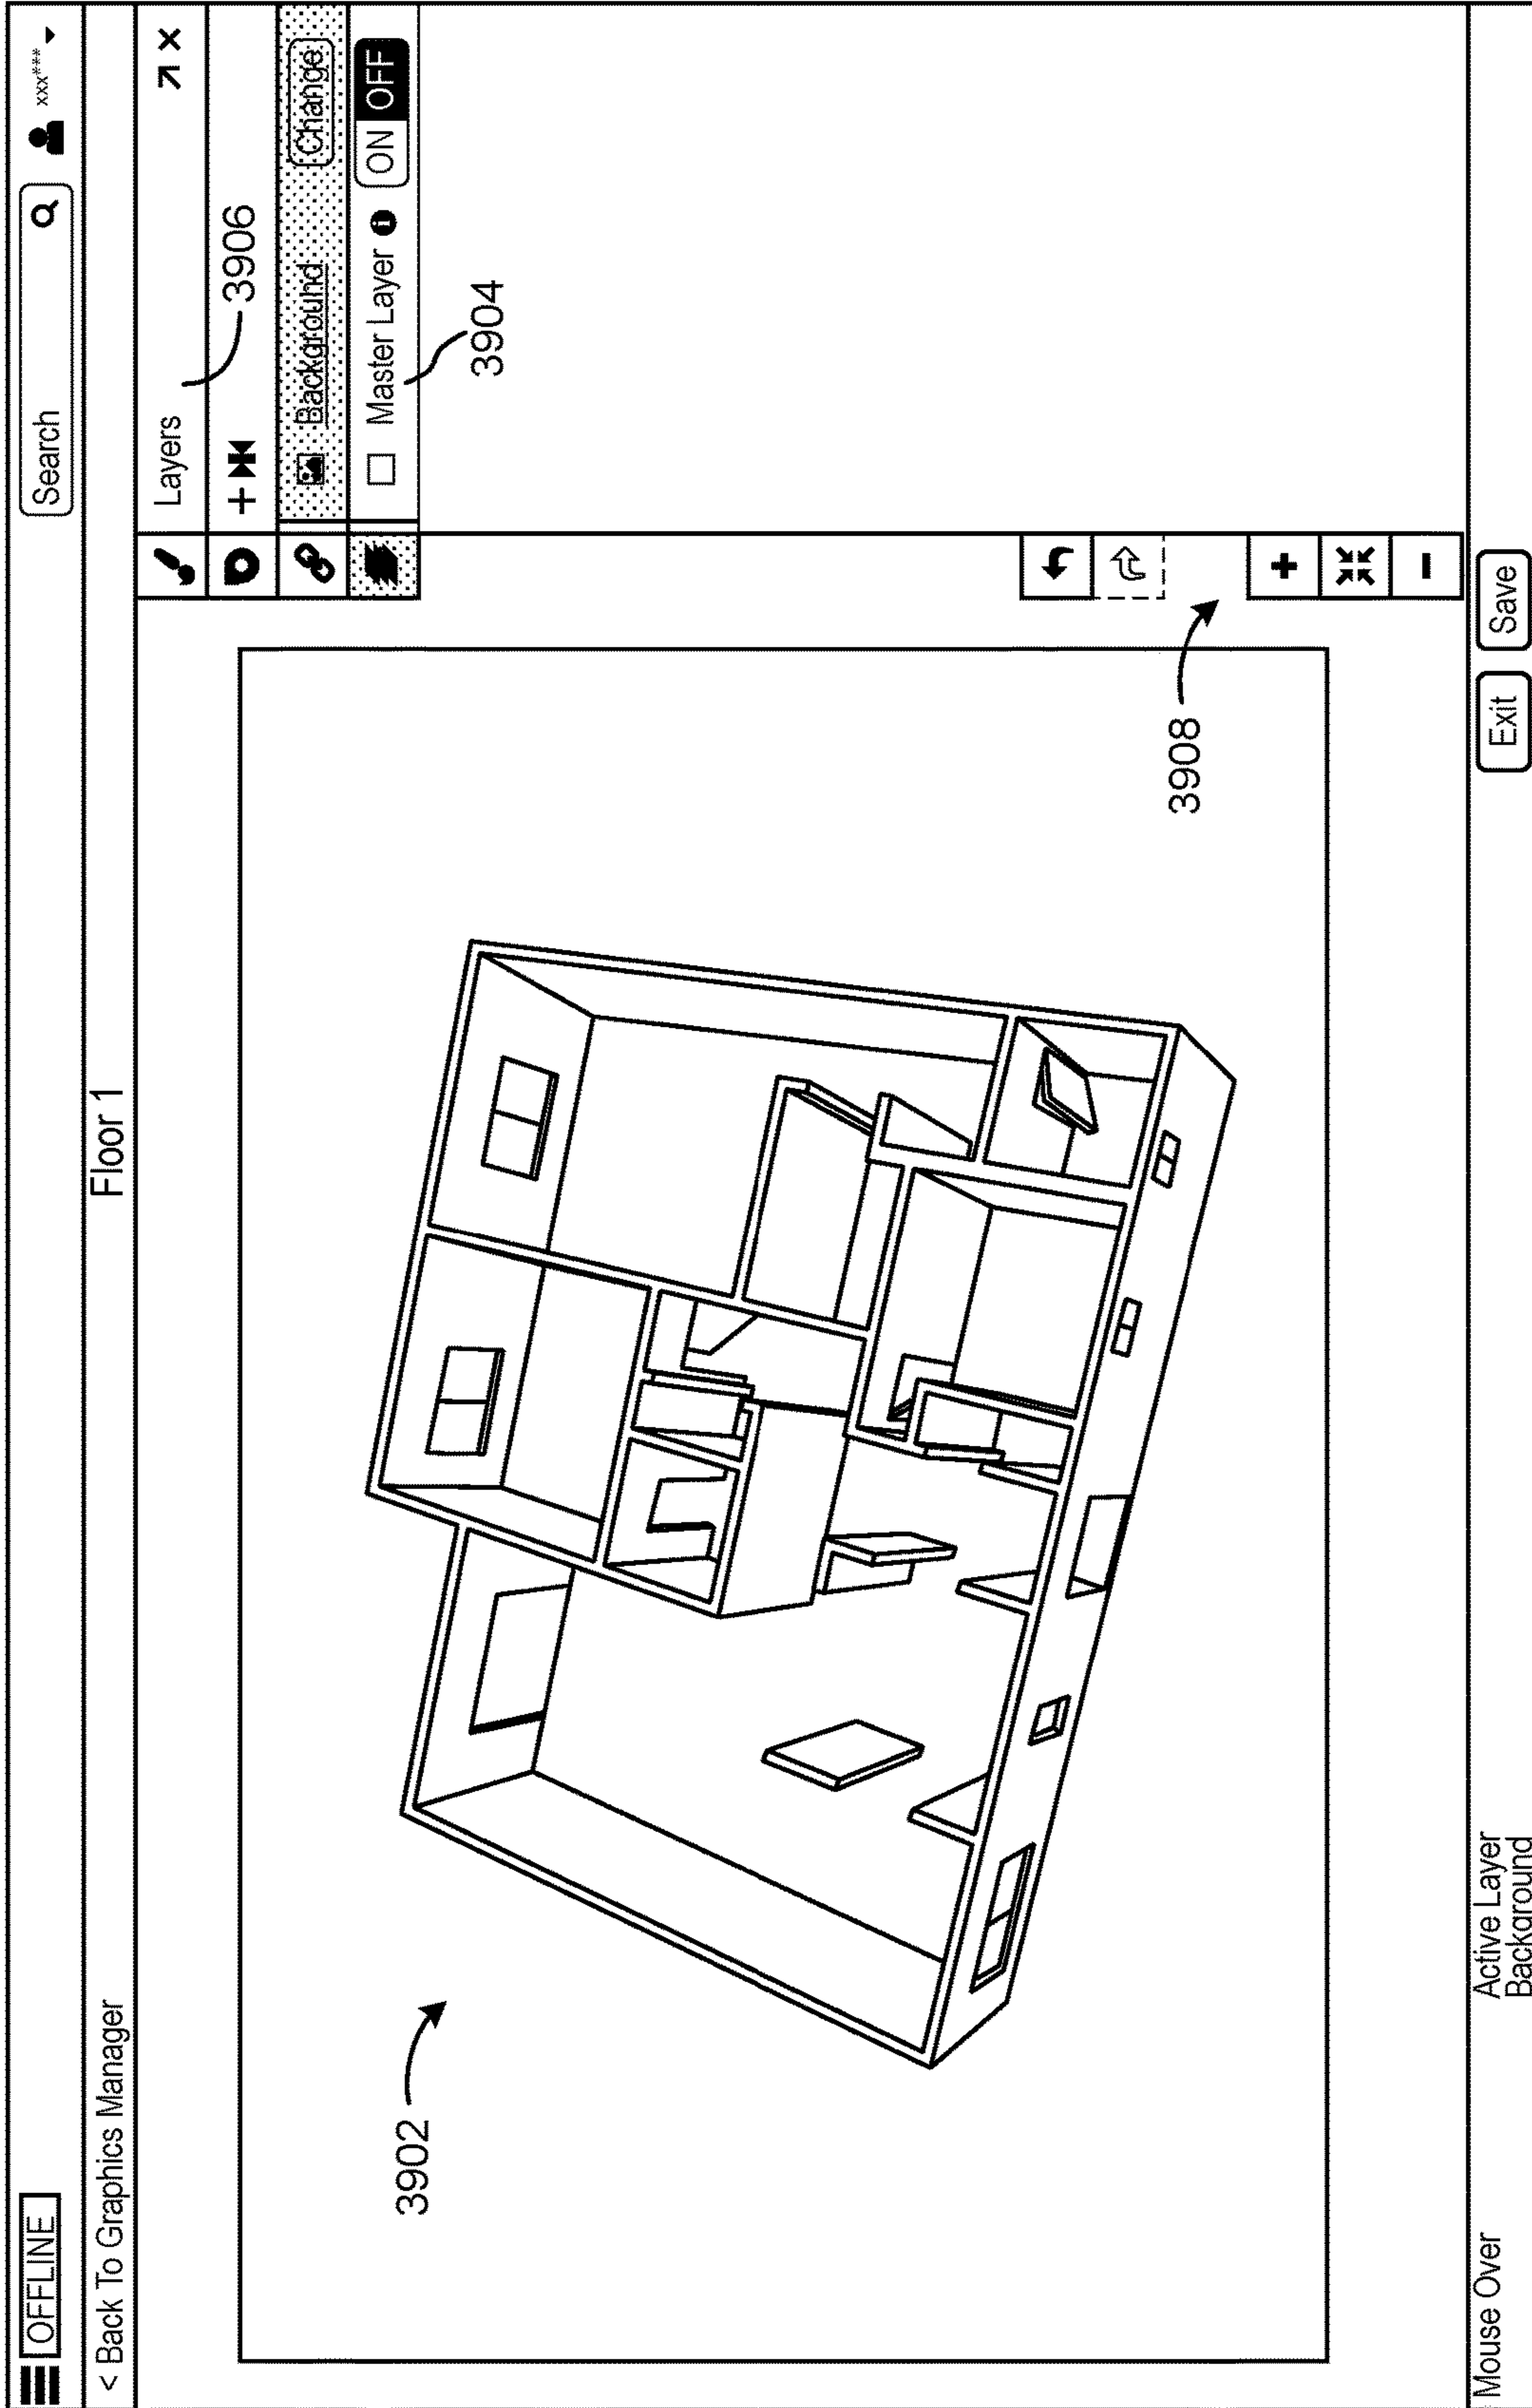 OFFLINE
Search
xxx***
< Back To Graphics Manager
Floor 1
Layers
3906
Background
Change
Master Layer
ON OFF
3904
3902
3908
Mouse Over
Active Layer
Background
Exit
Save